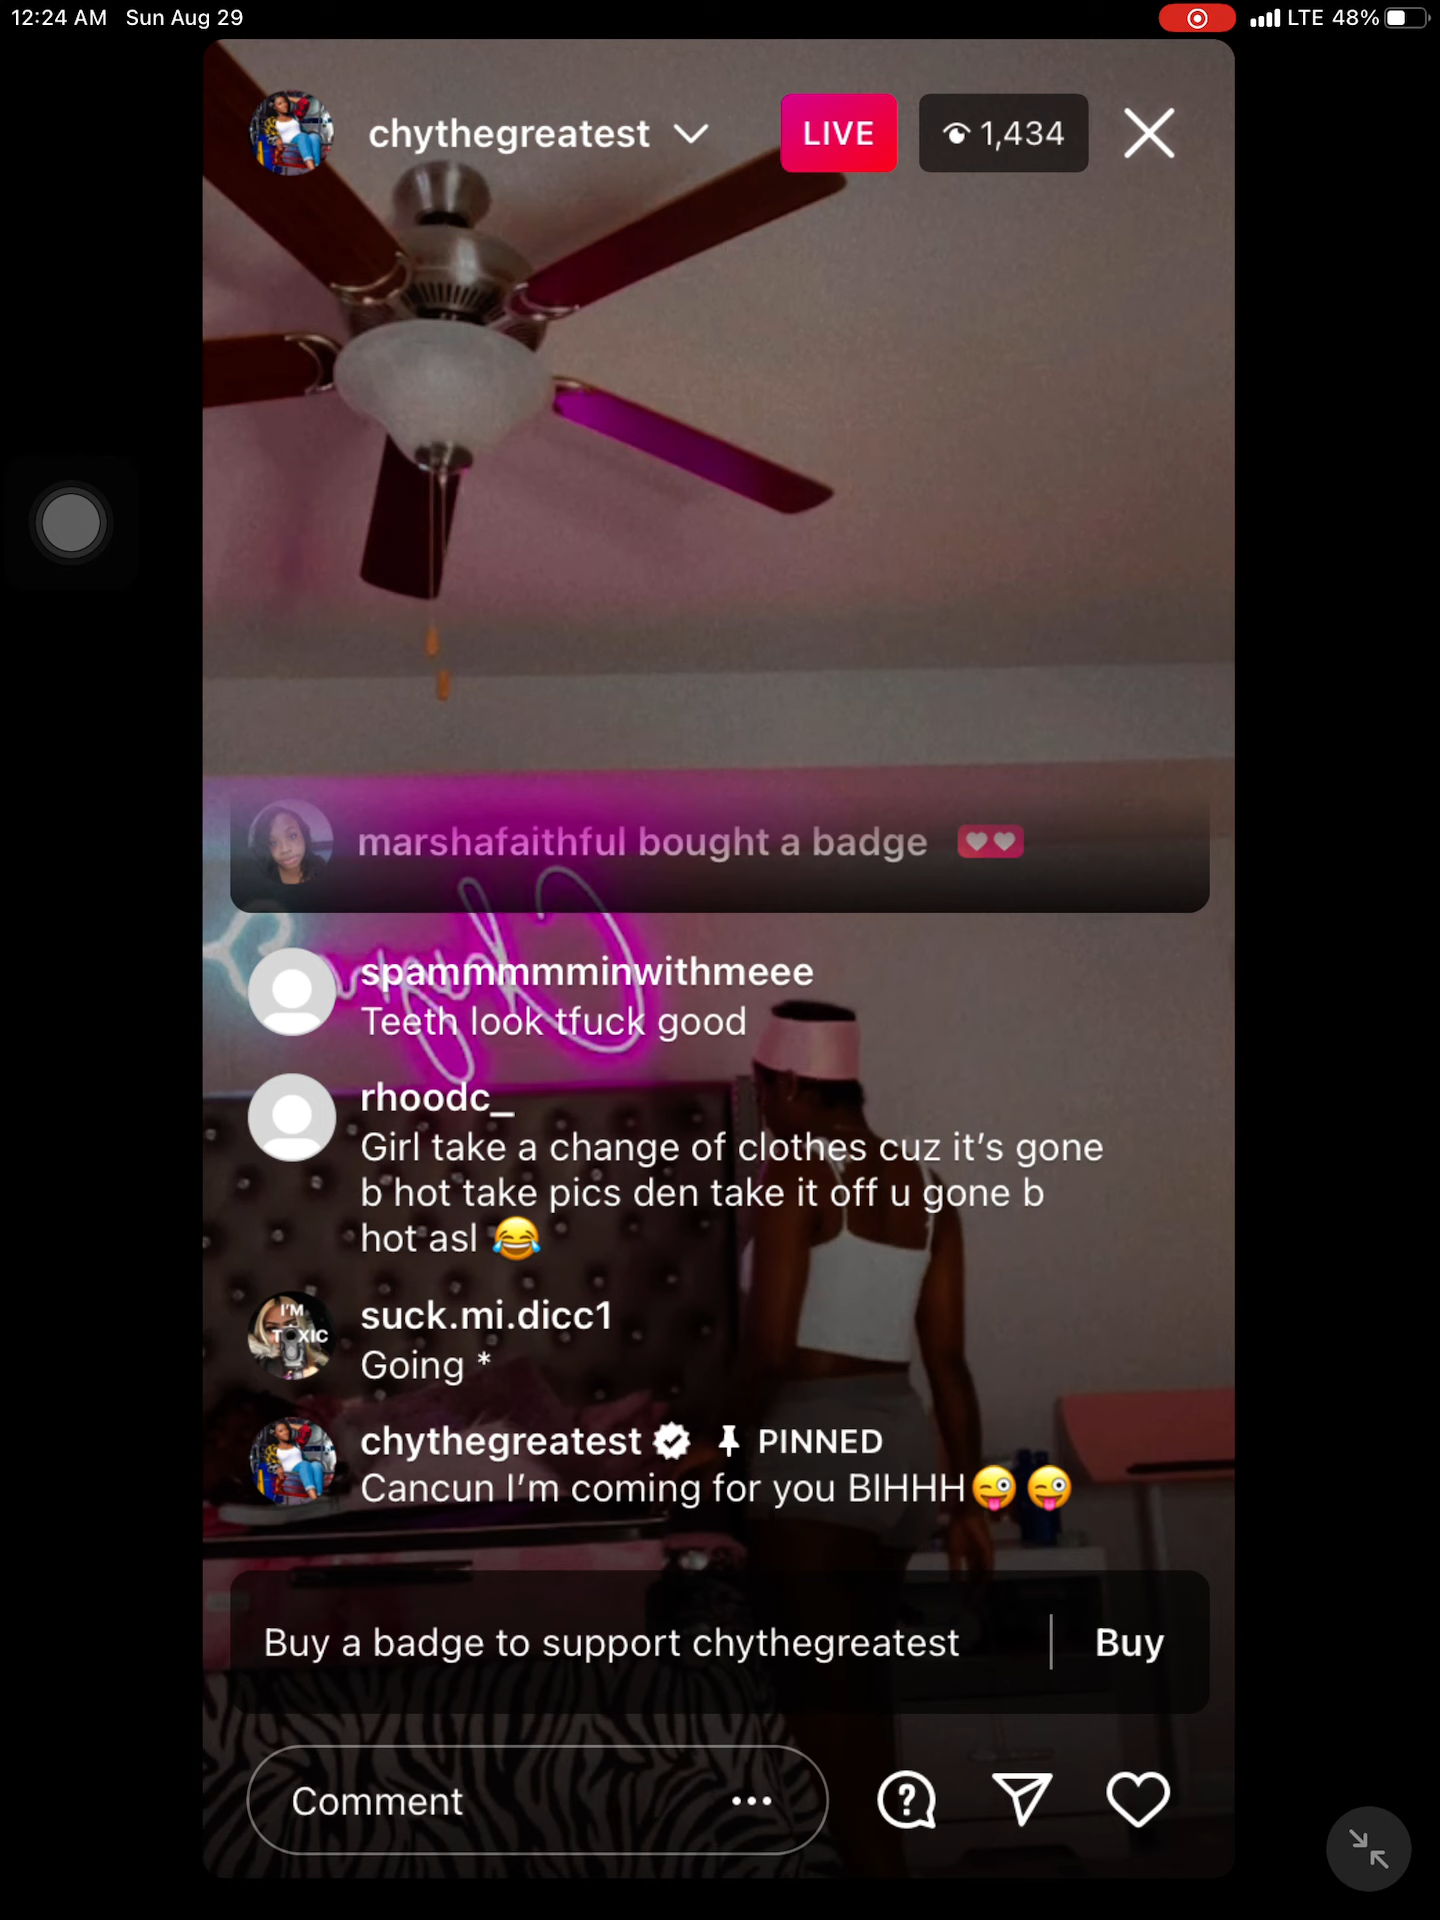 12:24 AM Sun Aug 29
LTE 48%
chythegreatest
LIVE
1,434
marshafaithful bought a badge
spammmmminwithmeee
Teeth look tfuck good
rhoodc_
Girl take a change of clothes cuz it’s gone
b hot take pics den take it off u gone b
hot asl 😂
I'M
TOXIC
suck.mi.dicc1
Going *
chythegreatest PINNED
Cancun I’m coming for you BIHHH😜😜
Buy a badge to support chythegreatest | Buy
Comment